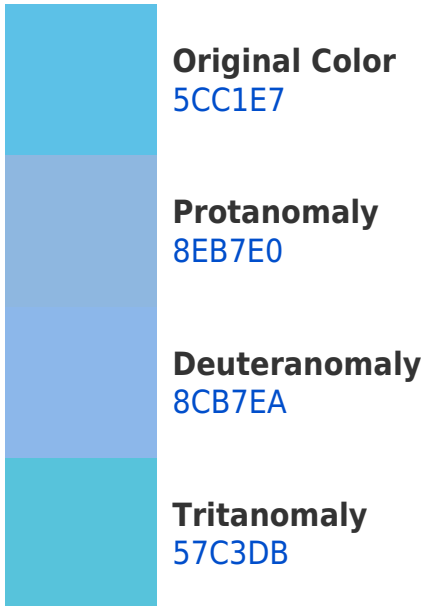 Original Color
5CC1E7
Protanomaly
8EB7E0
Deuteranomaly
8CB7EA
Tritanomaly
57C3DB